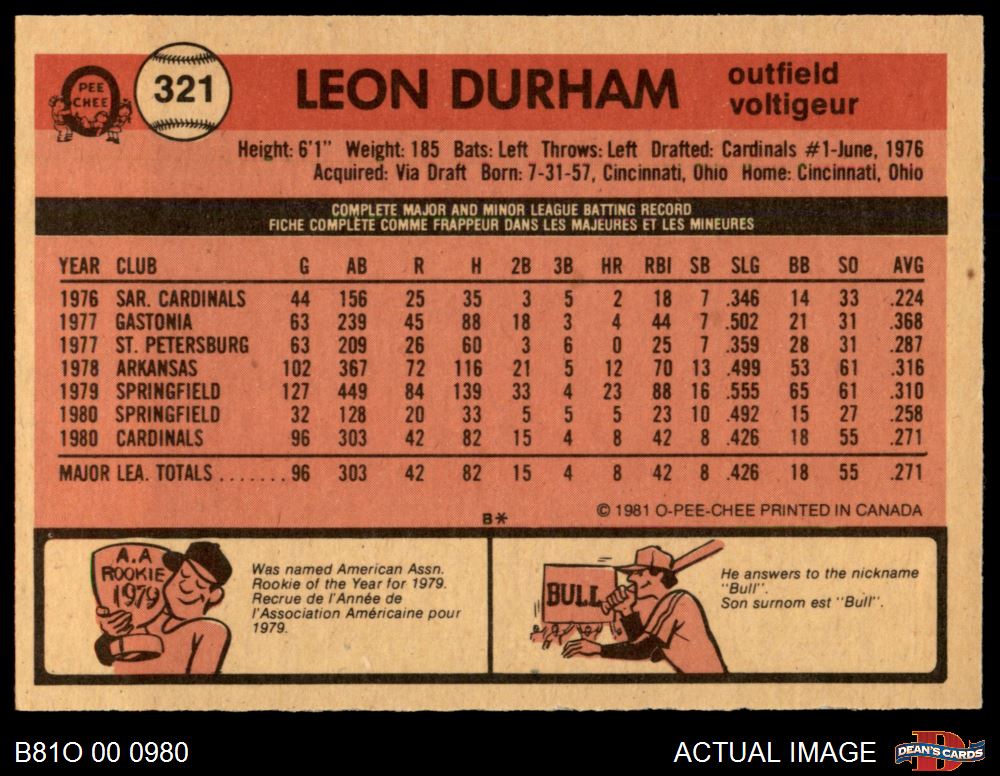 PEE
CHEE
321
LEON DURHAM
outfield
voltigeur
Height: 6'1" Weight: 185 Bats: Left Throws: Left Drafted: Cardinals #1-June, 1976
Acquired: Via Draft Born: 7-31-57, Cincinnati, Ohio Home: Cincinnati, Ohio
COMPLETE MAJOR AND MINOR LEAGUE BATTING RECORD
FICHE COMPLÈTE COMME FRAPPEUR DANS LES MAJEURES ET LES MINEURES
YEAR CLUB G AB R H 2B 3B HR RBI SB SLG BB SO AVG
1976 SAR. CARDINALS 44 156 25 35 3 5 2 18 7 .346 14 33 .224
1977 GASTONIA 63 239 45 88 18 3 4 44 7 .502 21 31 .368
1977 ST. PETERSBURG 63 209 26 60 3 6 0 25 7 .359 28 31 .287
1978 ARKANSAS 102 367 72 116 21 5 12 70 13 .499 53 61 .316
1979 SPRINGFIELD 127 449 84 139 33 4 23 88 16 .555 65 61 .310
1980 SPRINGFIELD 32 128 20 33 5 5 5 23 10 .492 15 27 .258
1980 CARDINALS 96 303 42 82 15 4 8 42 8 .426 18 55 .271
MAJOR LEA. TOTALS ....... 96 303 42 82 15 4 8 42 8 .426 18 55 .271
B*
© 1981 O-PEE-CHEE PRINTED IN CANADA
A.A
ROOKIE
1979
Was named American Assn.
Rookie of the Year for 1979.
Recrue de l'Année de
l'Association Américaine pour
1979.
BULL
He answers to the nickname
"Bull".
Son surnom est "Bull".
B81O 00 0980
ACTUAL IMAGE
DEAN'S CARDS